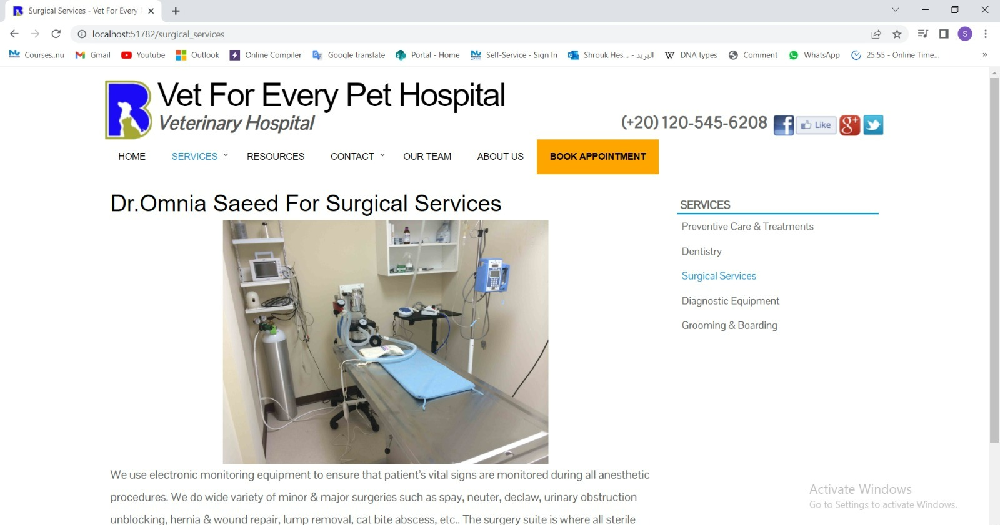 Surgical Services - Vet For Every
localhost:51782/surgical_services
S
Courses..nu Gmail Youtube Outlook Online Compiler Google translate Portal - Home Self-Service - Sign In Shrouk Hes... - البريد DNA types Comment WhatsApp 25:55 - Online Time... »
Vet For Every Pet Hospital
Veterinary Hospital
(+20) 120-545-6208 f Like g+
HOME SERVICES RESOURCES CONTACT OUR TEAM ABOUT US BOOK APPOINTMENT
Dr.Omnia Saeed For Surgical Services
SERVICES
Preventive Care & Treatments
Dentistry
Surgical Services
Diagnostic Equipment
Grooming & Boarding
We use electronic monitoring equipment to ensure that patient's vital signs are monitored during all anesthetic
procedures. We do wide variety of minor & major surgeries such as spay, neuter, declaw, urinary obstruction
unblocking, hernia & wound repair, lump removal, cat bite abscess, etc.. The surgery suite is where all sterile
Activate Windows
Go to Settings to activate Windows.